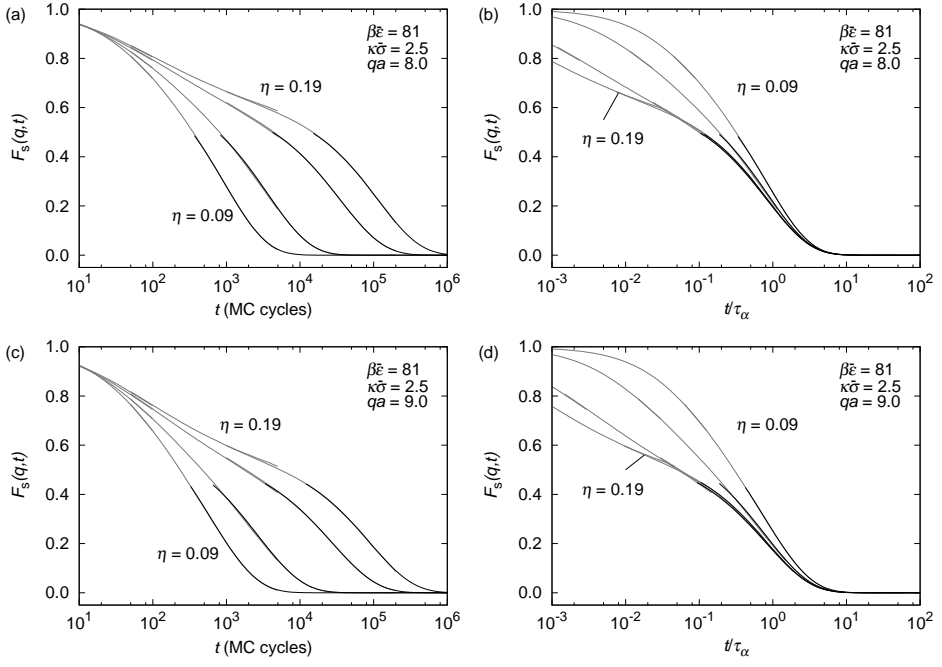 (a)
βε̄ = 81
κσ̄ = 2.5
qa = 8.0
η = 0.19
η = 0.09
F_s(q,t)
1.0
0.8
0.6
0.4
0.2
0.0
10^1 10^2 10^3 10^4 10^5 10^6
t (MC cycles)
(b)
βε̄ = 81
κσ̄ = 2.5
qa = 8.0
η = 0.09
η = 0.19
F_s(q,t)
1.0
0.8
0.6
0.4
0.2
0.0
10^-3 10^-2 10^-1 10^0 10^1 10^2
t/τ_α
(c)
βε̄ = 81
κσ̄ = 2.5
qa = 9.0
η = 0.19
η = 0.09
F_s(q,t)
1.0
0.8
0.6
0.4
0.2
0.0
10^1 10^2 10^3 10^4 10^5 10^6
t (MC cycles)
(d)
βε̄ = 81
κσ̄ = 2.5
qa = 9.0
η = 0.09
η = 0.19
F_s(q,t)
1.0
0.8
0.6
0.4
0.2
0.0
10^-3 10^-2 10^-1 10^0 10^1 10^2
t/τ_α